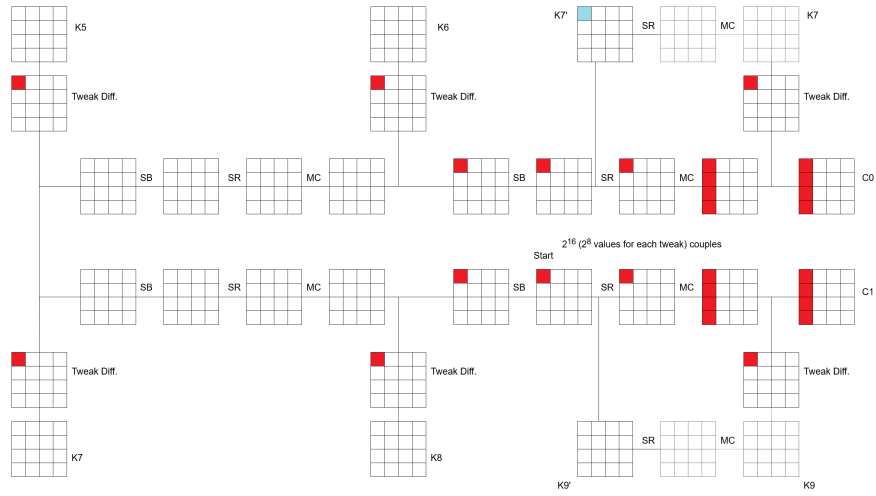 K5
K6
K7'
SR
MC
K7
Tweak Diff.
Tweak Diff.
Tweak Diff.
SB
SR
MC
SB
SR
MC
C0
2^16 (2^8 values for each tweak) couples
Start
SB
SR
MC
SB
SR
MC
C1
Tweak Diff.
Tweak Diff.
Tweak Diff.
K7
K8
SR
MC
K9'
K9